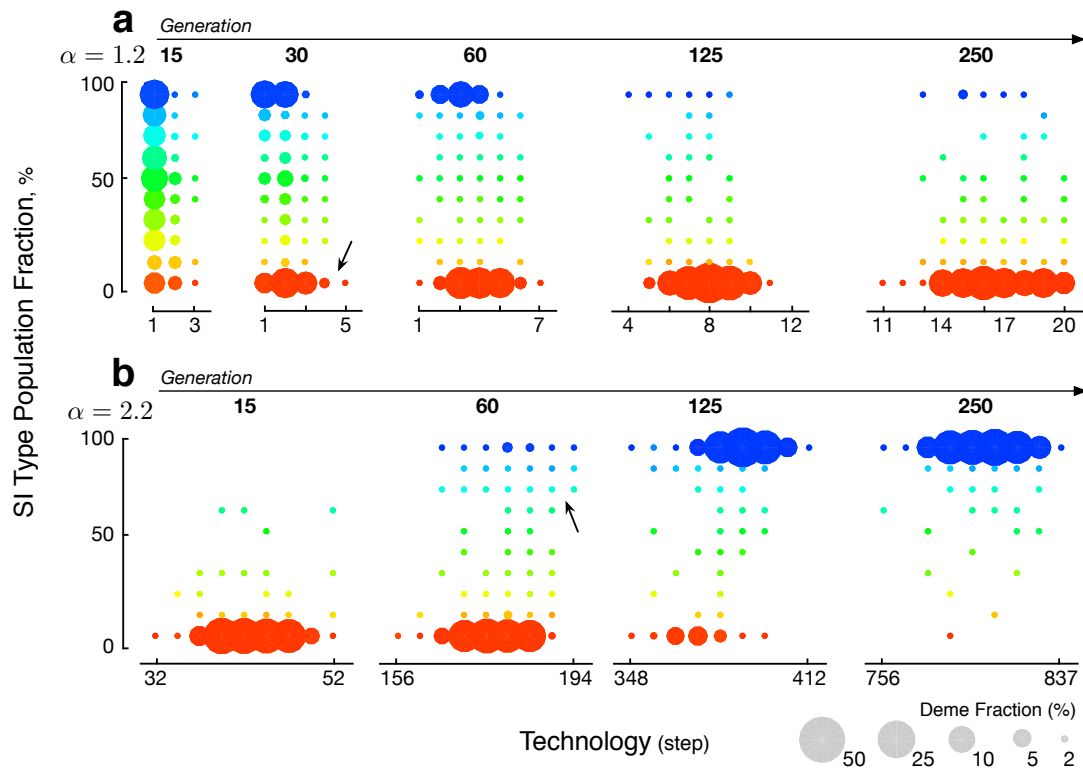 a
Generation
α = 1.2 15 30 60 125 250
SI Type Population Fraction, %
100
50
0
1 3 1 5 1 7 4 8 12 11 14 17 20
b
Generation
α = 2.2 15 60 125 250
100
50
0
32 52 156 194 348 412 756 837
Technology (step)
Deme Fraction (%)
50 25 10 5 2